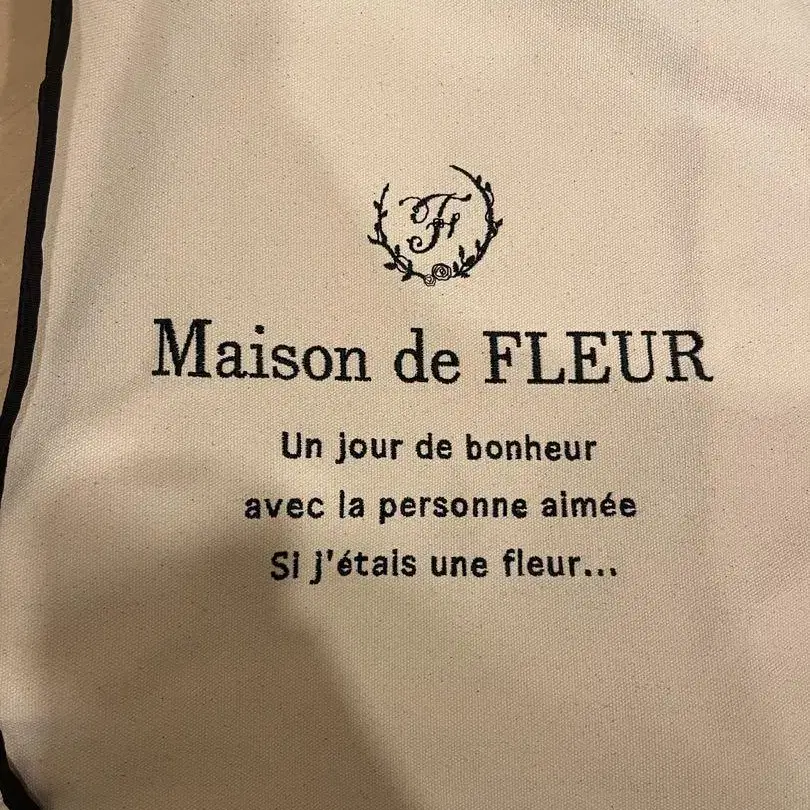 F
Maison de FLEUR
Un jour de bonheur
avec la personne aimée
Si j'étais une fleur...